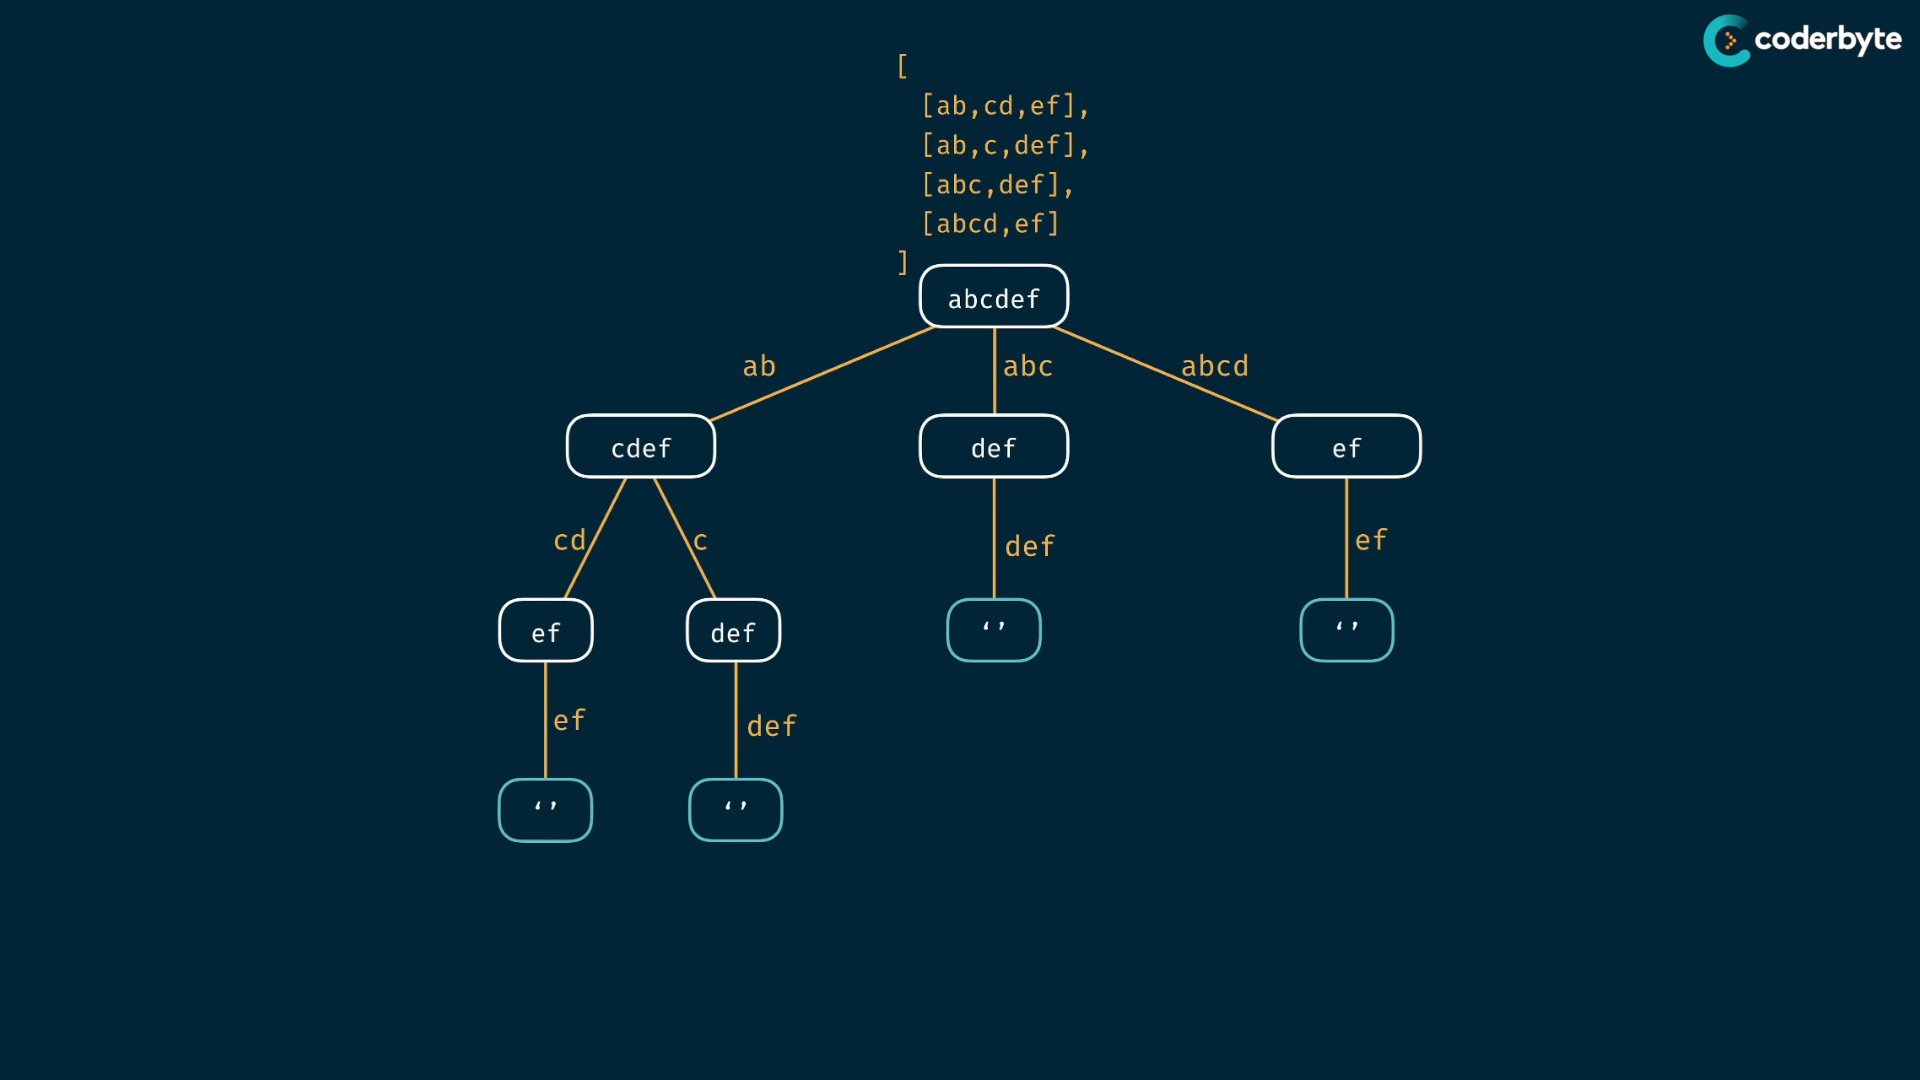 coderbyte
[
[ab,cd,ef],
[ab,c,def],
[abc,def],
[abcd,ef]
]
abcdef
ab
abc
abcd
cdef
def
ef
cd
c
def
ef
ef
def
‘’
‘’
ef
def
‘’
‘’